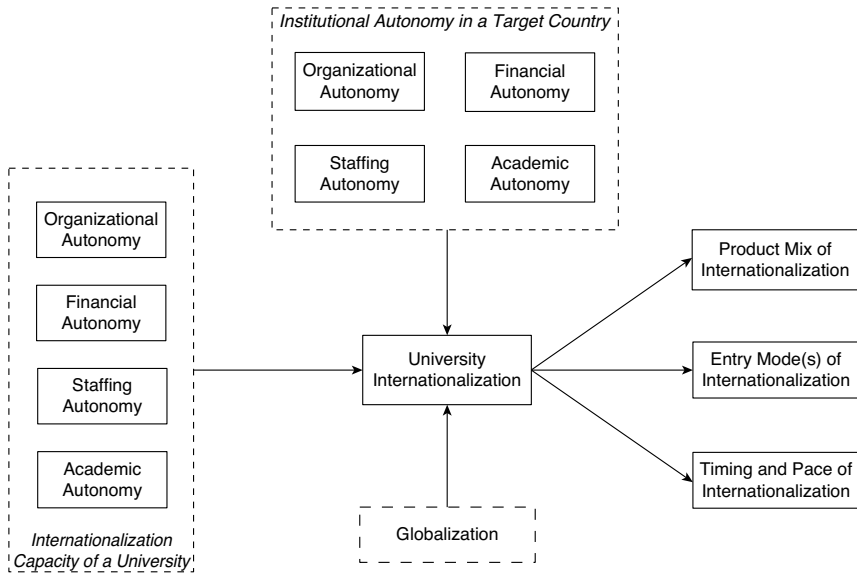 Institutional Autonomy in a Target Country
Organizational
Autonomy
Financial
Autonomy
Staffing
Autonomy
Academic
Autonomy
Organizational
Autonomy
Financial
Autonomy
Staffing
Autonomy
Academic
Autonomy
Internationalization
Capacity of a University
University
Internationalization
Globalization
Product Mix of
Internationalization
Entry Mode(s) of
Internationalization
Timing and Pace of
Internationalization